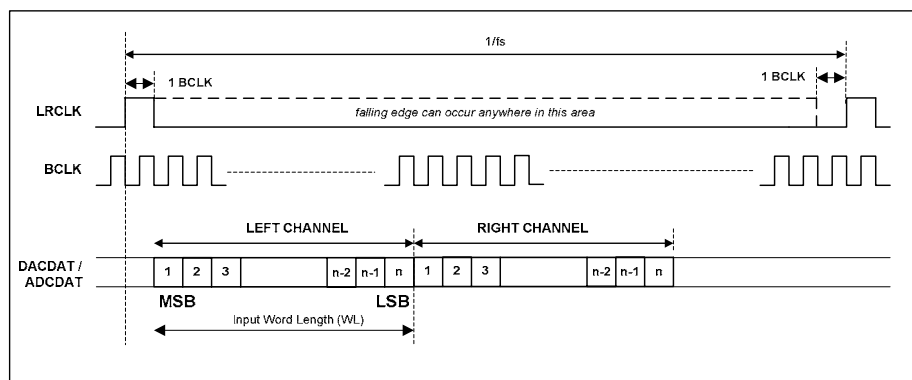 1/fs
1 BCLK
1 BCLK
LRCLK
falling edge can occur anywhere in this area
BCLK
LEFT CHANNEL
RIGHT CHANNEL
DACDAT /
ADCDAT
1 2 3 n-2 n-1 n 1 2 3 n-2 n-1 n
MSB
LSB
Input Word Length (WL)